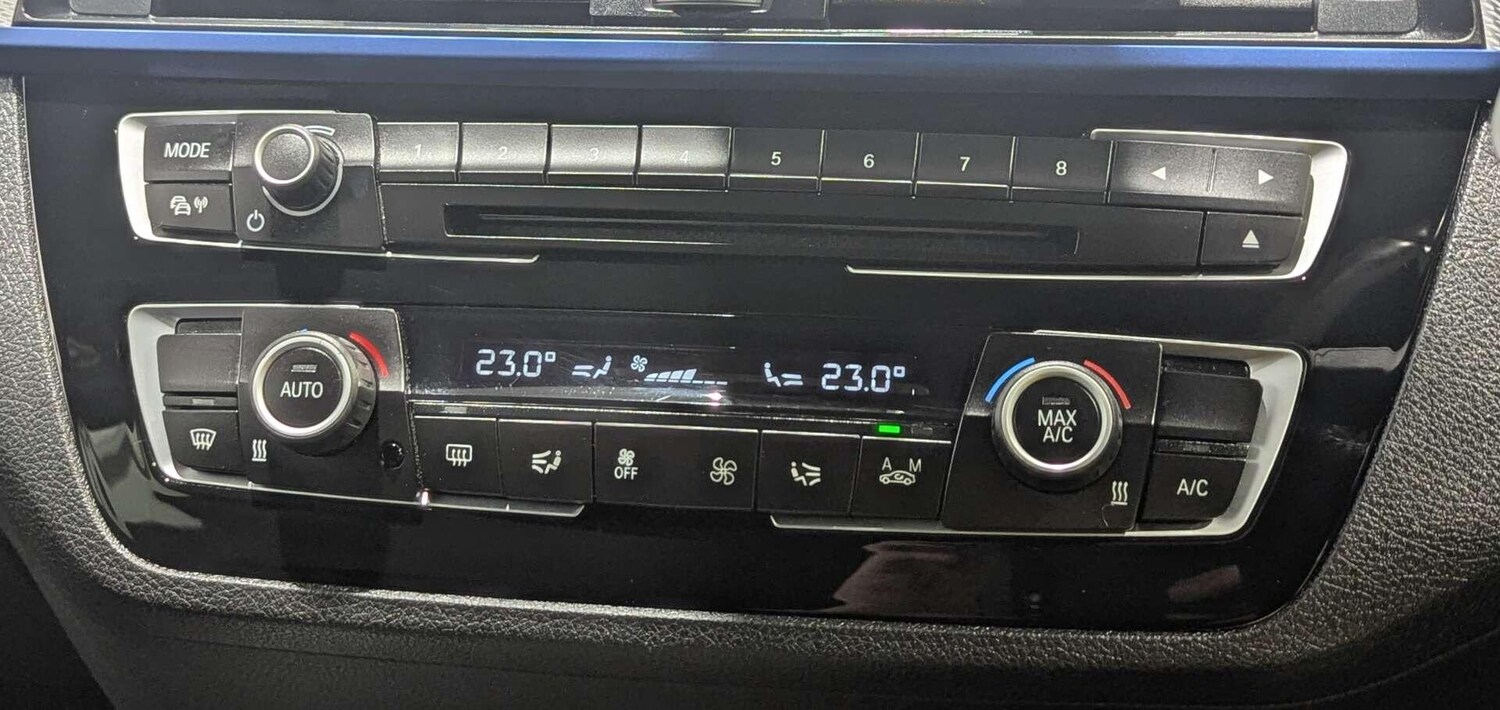 MODE 1 2 3 4 5 6 7 8
23.0° 23.0°
AUTO
MAX
A/C
OFF
A M
A/C